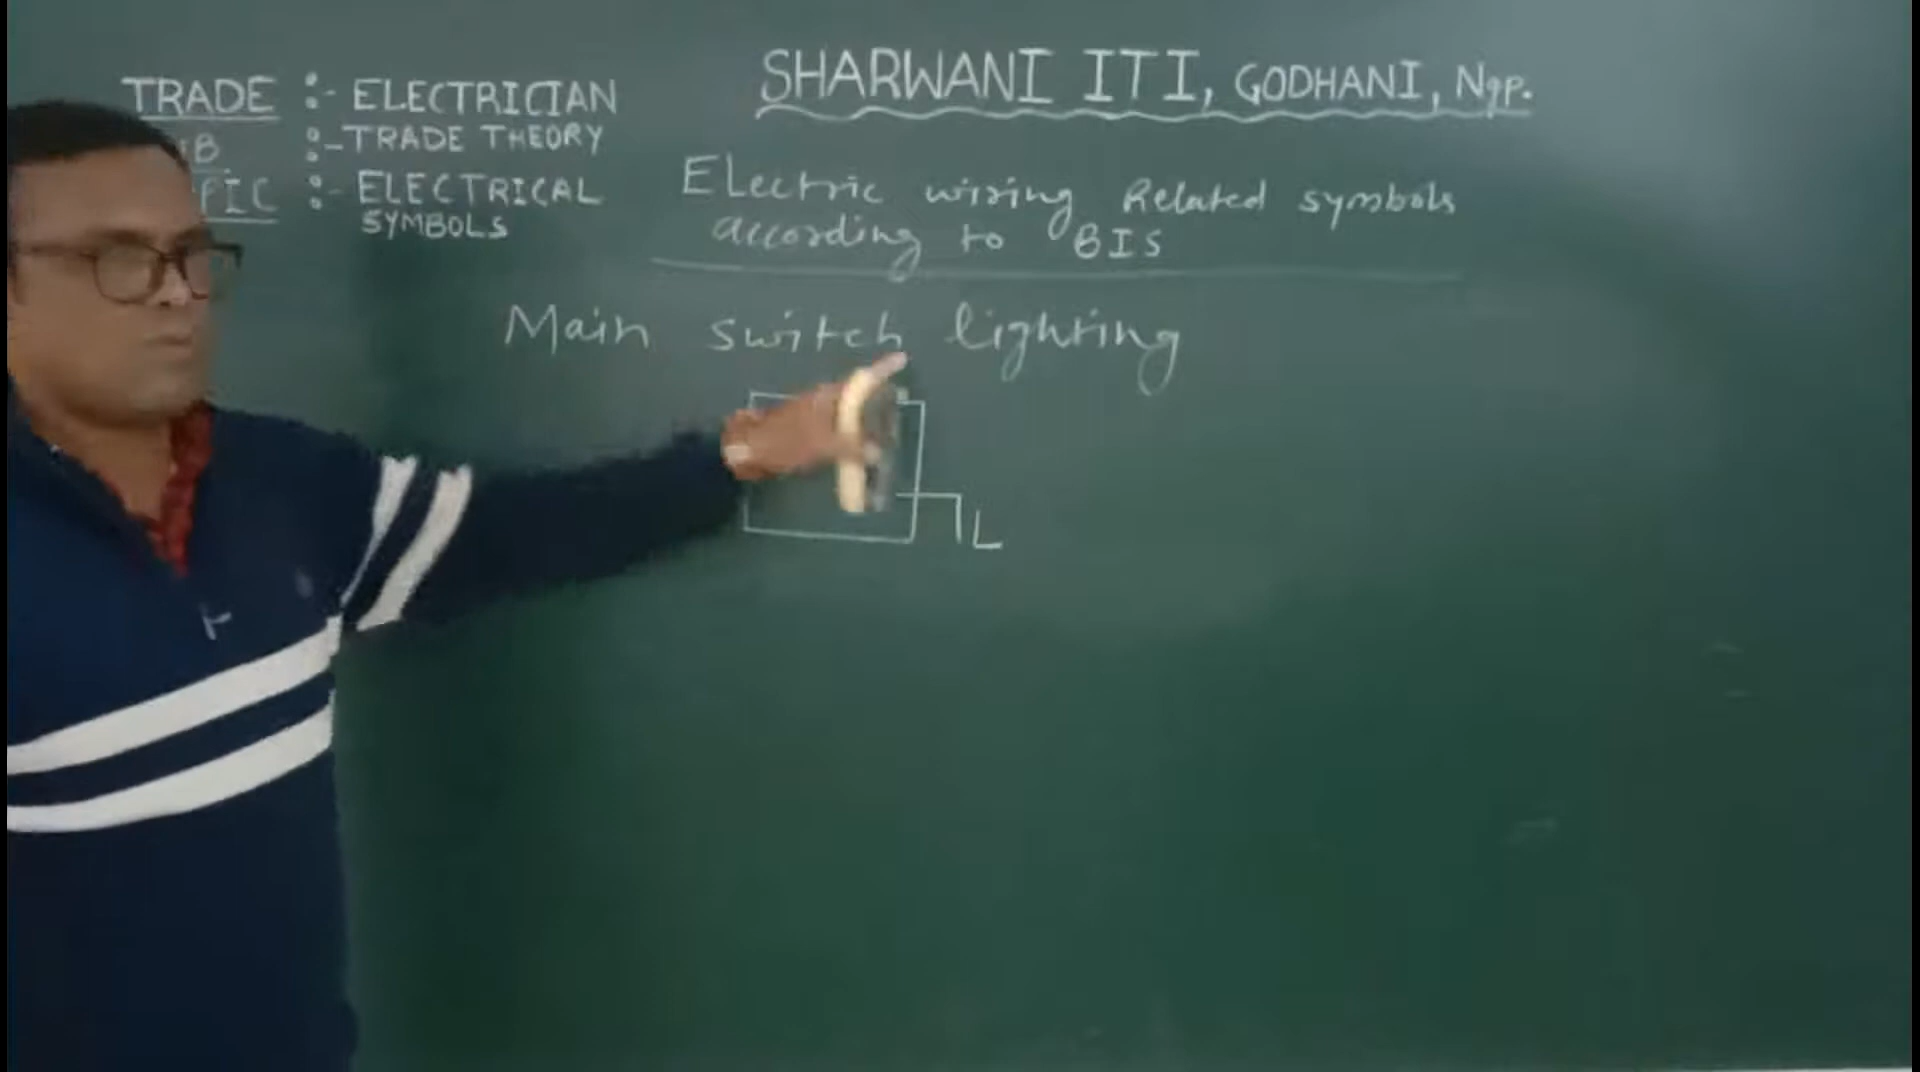 SHARWANI ITI, GODHANI, Ngp.
TRADE :- ELECTRICIAN
B :- TRADE THEORY
PIC :- ELECTRICAL
SYMBOLS
Electric wiring Related symbols
according to BIS
Main switch lighting
L